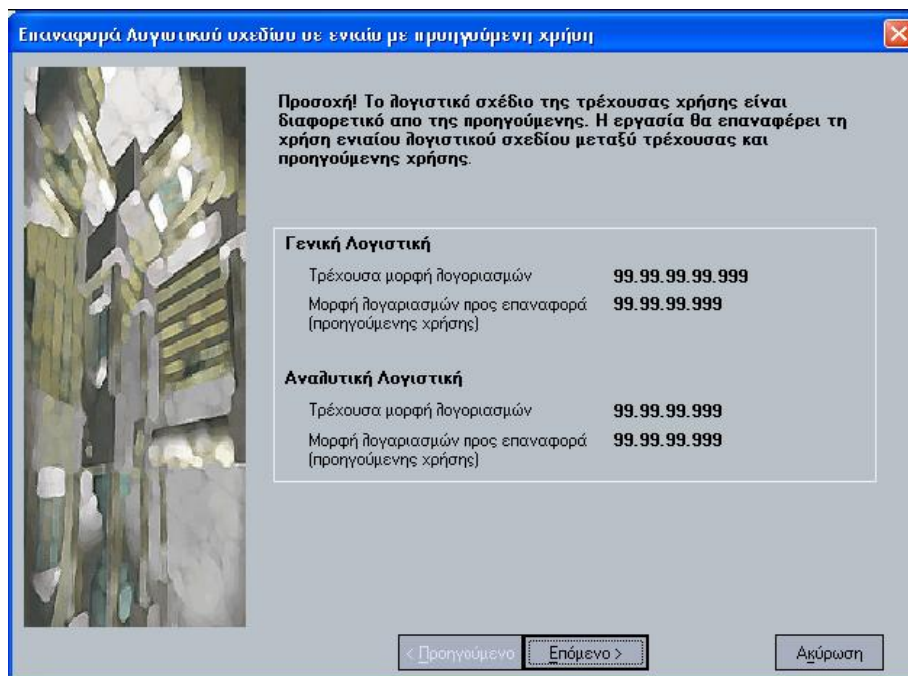 Επαναφορά Λογιστικού σχεδίου σε ενιαίο με προηγούμενη χρήση
Προσοχή! Το λογιστικό σχέδιο της τρέχουσας χρήσης είναι
διαφορετικό απο της προηγούμενης. Η εργασία θα επαναφέρει τη
χρήση ενιαίου λογιστικού σχεδίου μεταξύ τρέχουσας και
προηγούμενης χρήσης.
Γενική Λογιστική
Τρέχουσα μορφή λογοριασμών 99.99.99.99.999
Μορφή λογαριασμών προς επαναφορά 99.99.99.999
(προηγούμενης χρήσης)
Αναλυτική Λογιστική
Τρέχουσα μορφή λογοριασμών 99.99.99.999
Μορφή λογαριασμών προς επαναφορά 99.99.99.999
(προηγούμενης χρήσης)
< Προηγούμενο Επόμενο > Ακύρωση